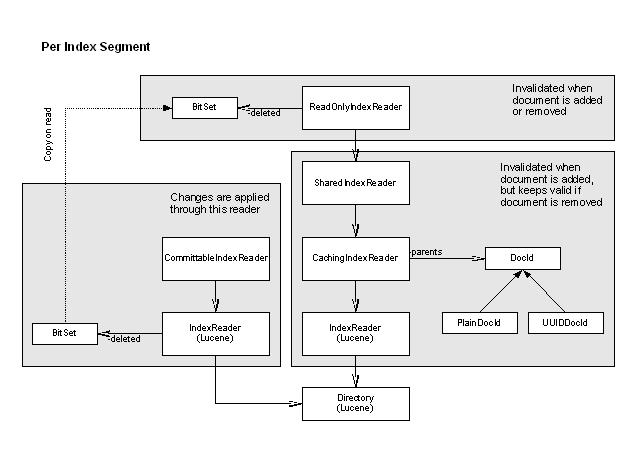 Per Index Segment
Invalidated when
document is added
or removed
BitSet
-deleted
ReadOnlyIndexReader
Copy on read
Invalidated when
document is added,
but keeps valid if
document is removed
SharedIndexReader
Changes are applied
through this reader
CommittableIndexReader
CachingIndexReader
-parents
DocId
BitSet
-deleted
IndexReader
(Lucene)
IndexReader
(Lucene)
PlainDocId
UUIDDocId
Directory
(Lucene)